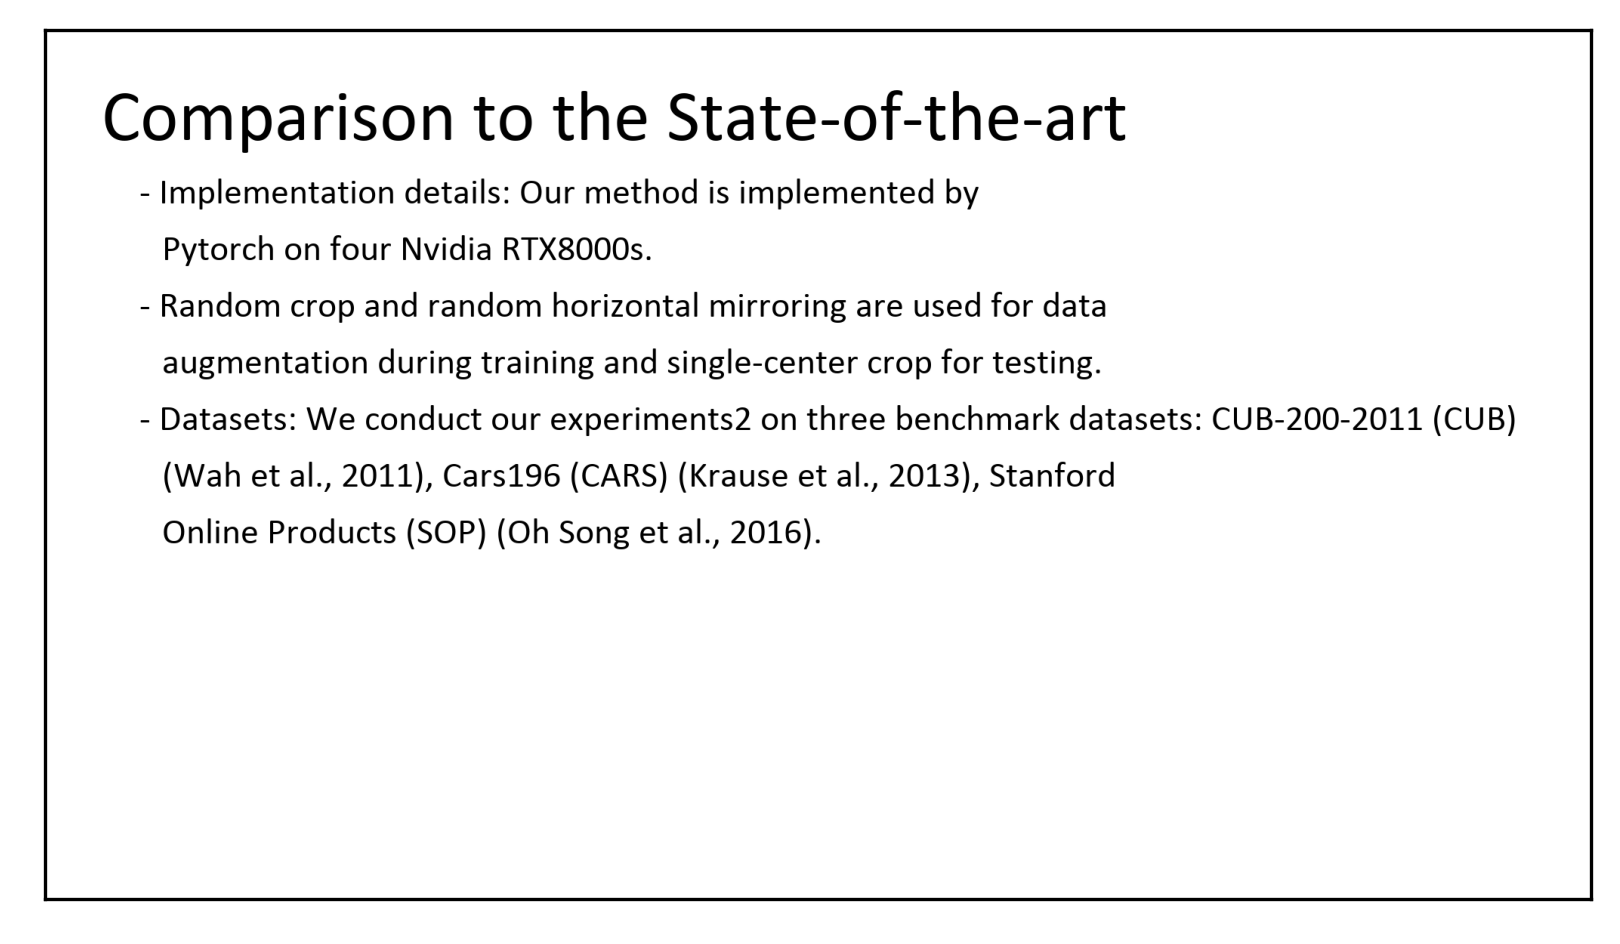 Comparison to the State-of-the-art
- Implementation details: Our method is implemented by
Pytorch on four Nvidia RTX8000s.
- Random crop and random horizontal mirroring are used for data
augmentation during training and single-center crop for testing.
- Datasets: We conduct our experiments2 on three benchmark datasets: CUB-200-2011 (CUB)
(Wah et al., 2011), Cars196 (CARS) (Krause et al., 2013), Stanford
Online Products (SOP) (Oh Song et al., 2016).